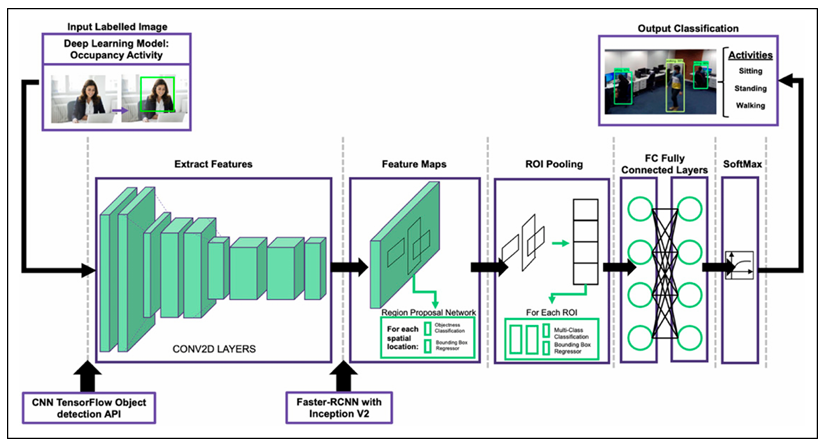 Input Labelled Image
Deep Learning Model:
Occupancy Activity
Output Classification
Activities
Sitting
Standing
Walking
Extract Features
Feature Maps
ROI Pooling
FC Fully
Connected Layers
SoftMax
CONV2D LAYERS
Region Proposal Network
For each
spatial
location:
Objectness
Classification
Bounding Box
Regressor
For Each ROI
Multi-Class
Classification
Bounding Box
Regressor
CNN TensorFlow Object
detection API
Faster-RCNN with
Inception V2